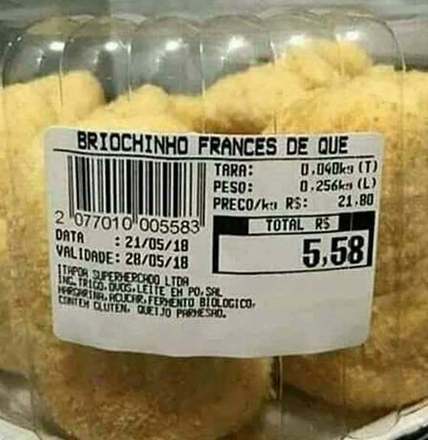 BRIOCHINHO FRANCES DE QUE
TARA: 0.040kg (T)
PESO: 0.256kg (L)
PRECO/kg R$: 21.80
2 077010 005583
TOTAL R$
5,58
DATA : 21/05/18
VALIDADE: 28/05/18
ITAPOA SUPERMERCADO LTDA
ING.TRIGO,OVOS,LEITE EM PO,SAL
MARGARINA,ACUCAR,FERMENTO BIOLOGICO,
CONTEM GLUTEN, QUEIJO PARMESAO.